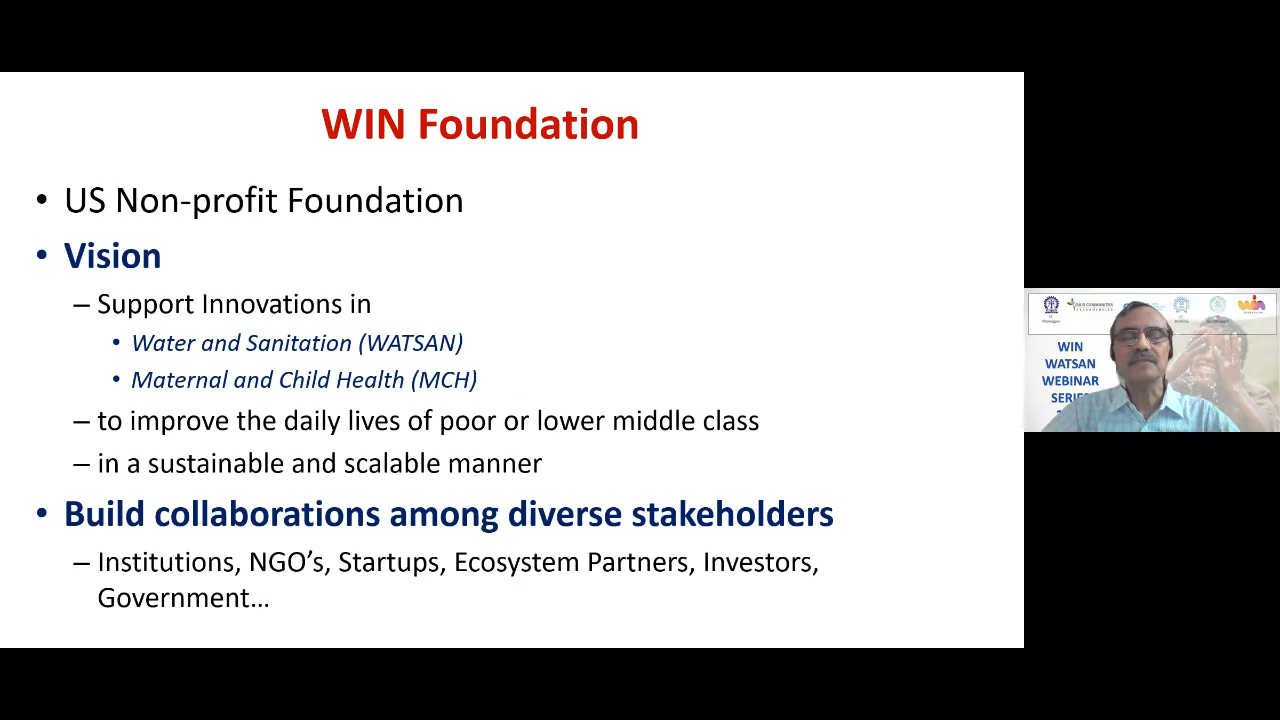 WIN Foundation
• US Non-profit Foundation
• Vision
– Support Innovations in
• Water and Sanitation (WATSAN)
• Maternal and Child Health (MCH)
– to improve the daily lives of poor or lower middle class
– in a sustainable and scalable manner
• Build collaborations among diverse stakeholders
– Institutions, NGO’s, Startups, Ecosystem Partners, Investors,
Government…
win
WIN
WATSAN
WEBINAR
SERIES